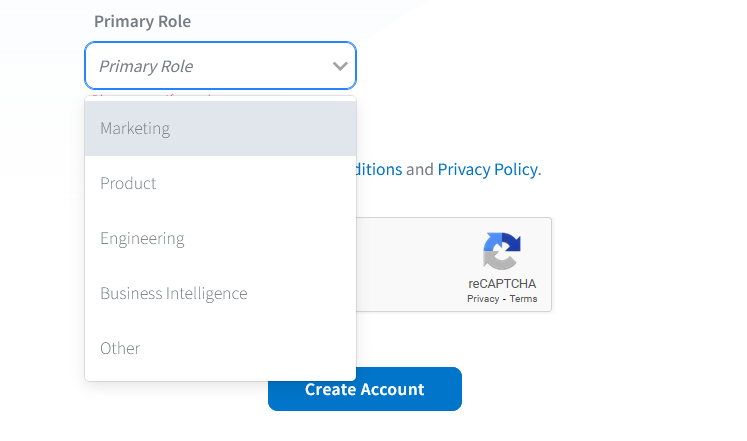 Primary Role
Primary Role
Marketing
ditions and Privacy Policy.
Product
Engineering
reCAPTCHA
Privacy - Terms
Business Intelligence
Other
Create Account